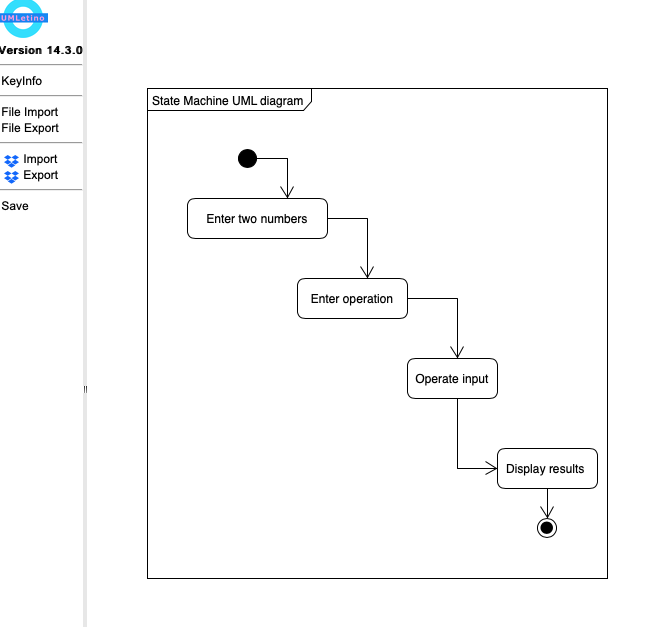 UMLetino
Version 14.3.0
KeyInfo
File Import
File Export
Import
Export
Save
State Machine UML diagram
Enter two numbers
Enter operation
Operate input
Display results